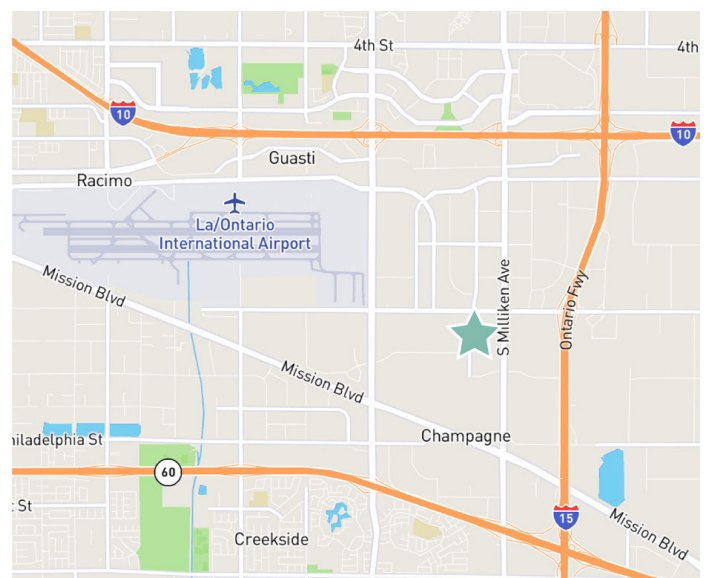 4th St
4th
10
10
Guasti
Racimo
La/Ontario
International Airport
Mission Blvd
S Milliken Ave
Ontario Fwy
Mission Blvd
Champagne
hiladelphia St
60
St
15
Mission Blvd
Creekside